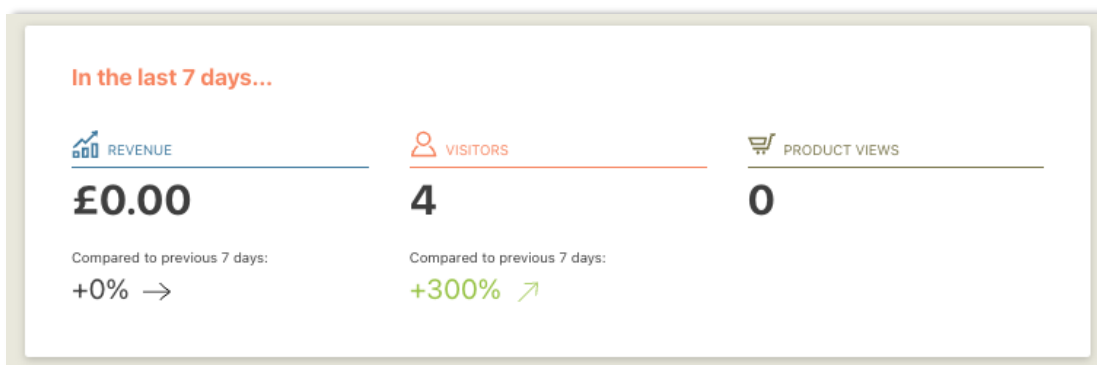 In the last 7 days...
REVENUE
£0.00
Compared to previous 7 days:
+0% →
VISITORS
4
Compared to previous 7 days:
+300% ↗
PRODUCT VIEWS
0